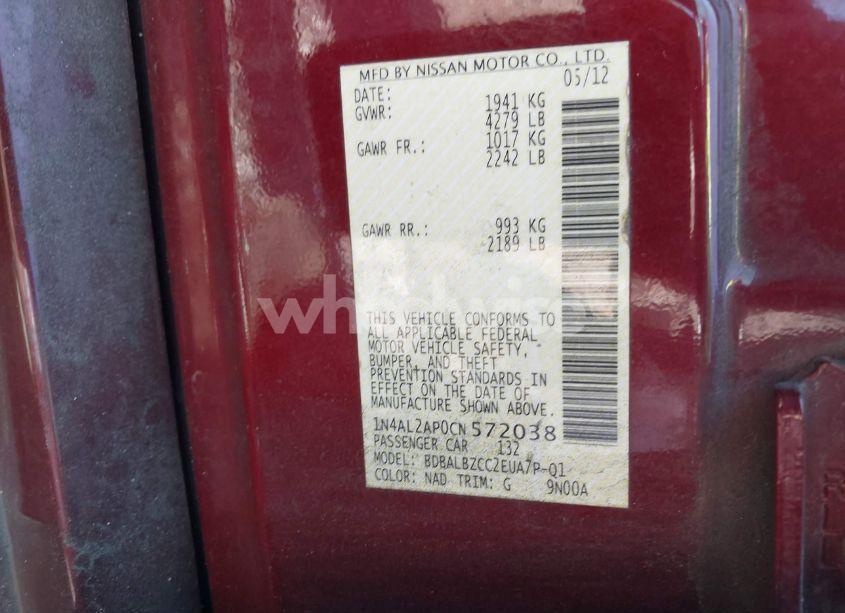 MFD BY NISSAN MOTOR CO., LTD.
DATE: 05/12
GVWR: 1941 KG
4279 LB
GAWR FR.: 1017 KG
2242 LB
GAWR RR.: 993 KG
2189 LB
THIS VEHICLE CONFORMS TO
ALL APPLICABLE FEDERAL
MOTOR VEHICLE SAFETY,
BUMPER, AND THEFT
PREVENTION STANDARDS IN
EFFECT ON THE DATE OF
MANUFACTURE SHOWN ABOVE.
1N4AL2AP0CN572038
PASSENGER CAR 132
MODEL: BDBALBZCC2EUA7P-Q1
COLOR: NAD TRIM: G 9N00A